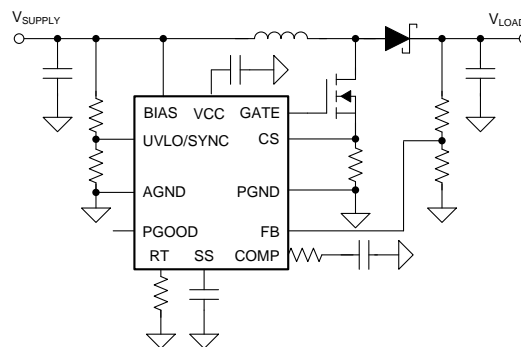 VSUPPLY
VLOAD
BIAS VCC GATE
UVLO/SYNC CS
AGND PGND
PGOOD FB
RT SS COMP